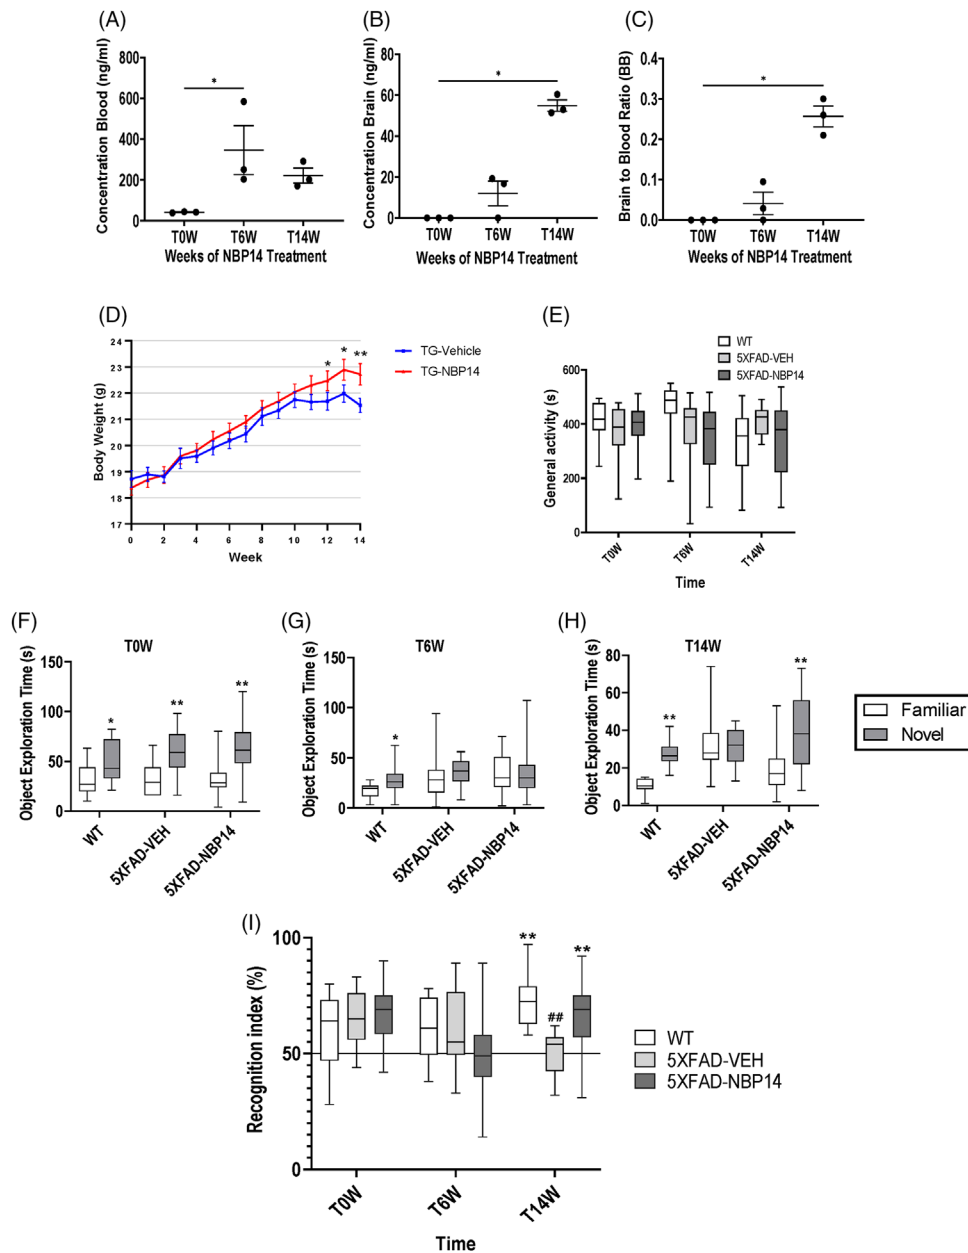 (A)
Concentration Blood (ng/ml)
800
600
400
200
0
*
T0W T6W T14W
Weeks of NBP14 Treatment
(B)
Concentration Brain (ng/ml)
80
60
40
20
0
*
T0W T6W T14W
Weeks of NBP14 Treatment
(C)
Brain to Blood Ratio (BB)
0.4
0.3
0.2
0.1
0.0
*
T0W T6W T14W
Weeks of NBP14 Treatment
(D)
Body Weight (g)
24
23
22
21
20
19
18
17
* * **
0 2 4 6 8 10 12 14
Week
TG-Vehicle
TG-NBP14
(E)
WT
5XFAD-VEH
5XFAD-NBP14
General activity (s)
600
400
200
0
T0W T6W T14W
Time
(F)
T0W
Object Exploration Time (s)
150
100
50
0
* ** **
WT 5XFAD-VEH 5XFAD-NBP14
(G)
T6W
Object Exploration Time (s)
150
100
50
0
*
WT 5XFAD-VEH 5XFAD-NBP14
(H)
T14W
Object Exploration Time (s)
80
60
40
20
0
** **
WT 5XFAD-VEH 5XFAD-NBP14
Familiar
Novel
(I)
Recognition index (%)
100
50
0
** ## **
T0W T6W T14W
Time
WT
5XFAD-VEH
5XFAD-NBP14